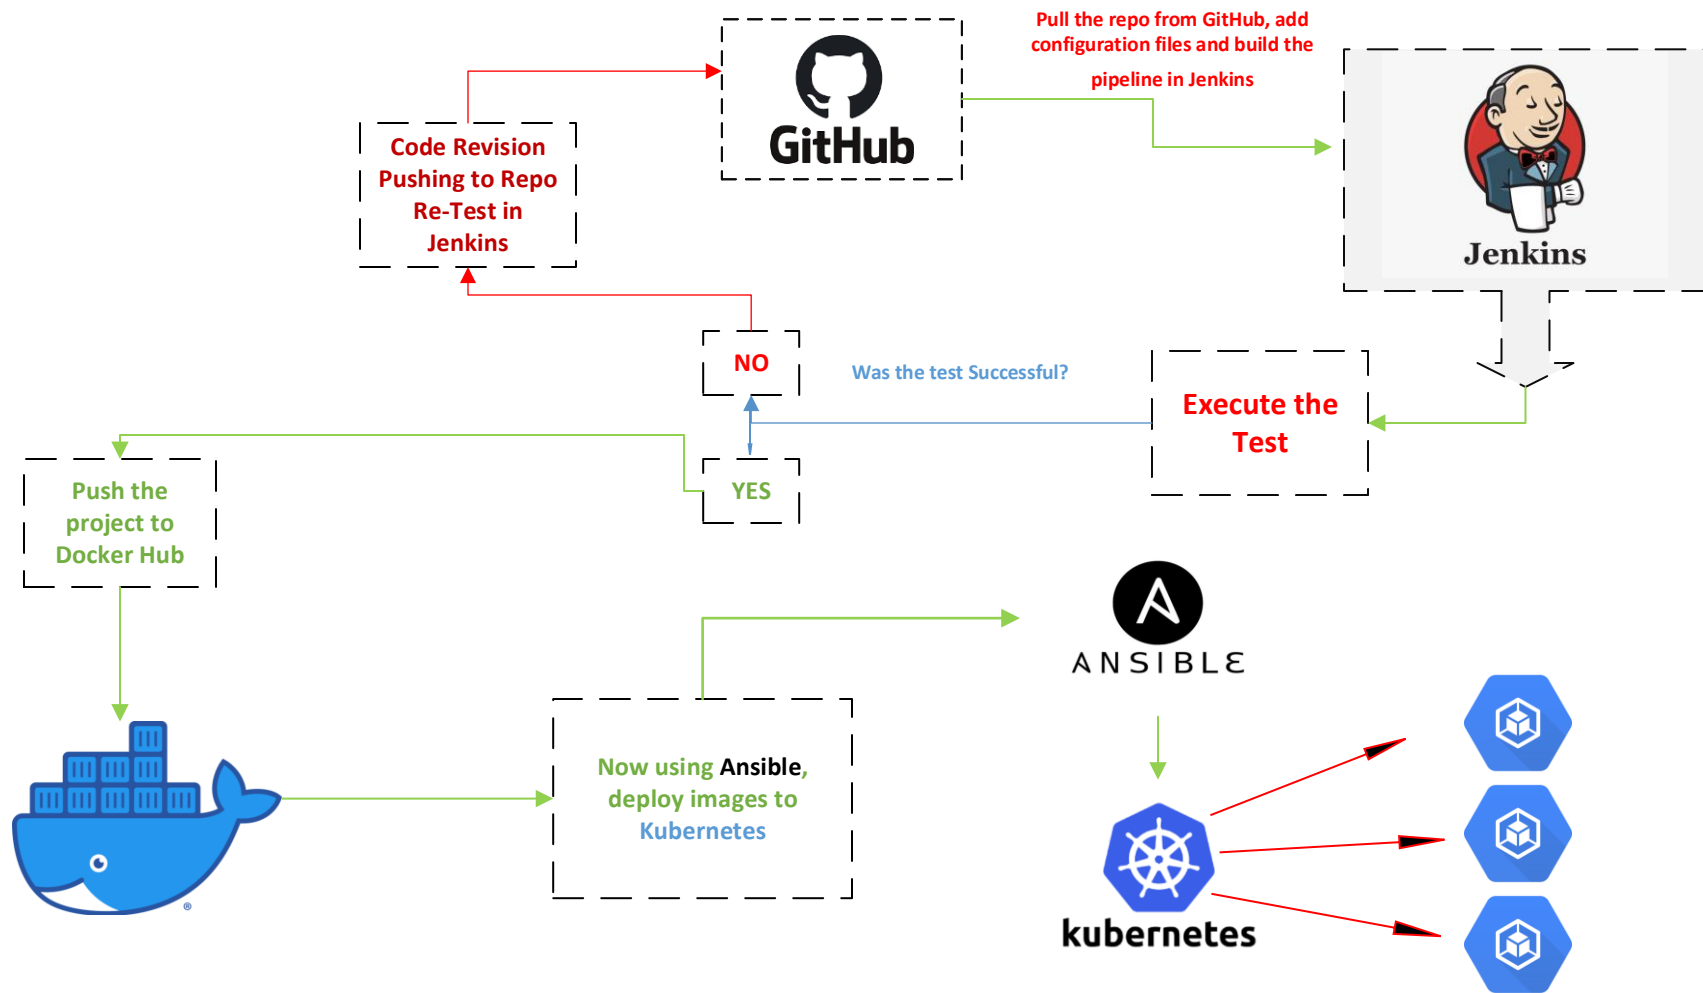 Pull the repo from GitHub, add
configuration files and build the
pipeline in Jenkins
GitHub
Jenkins
Code Revision
Pushing to Repo
Re-Test in
Jenkins
NO
Was the test Successful?
Execute the
Test
YES
Push the
project to
Docker Hub
ANSIBLE
Now using Ansible,
deploy images to
Kubernetes
®
kubernetes